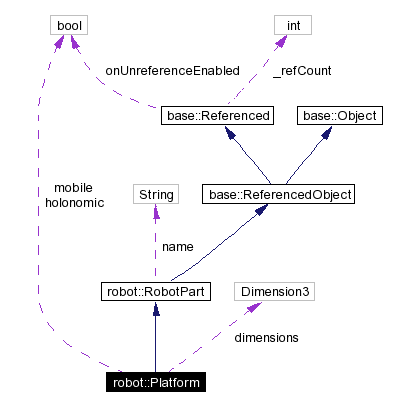 bool
int
onUnreferenceEnabled
_refCount
base::Referenced
base::Object
mobile
holonomic
String
base::ReferencedObject
name
robot::RobotPart
Dimension3
dimensions
robot::Platform